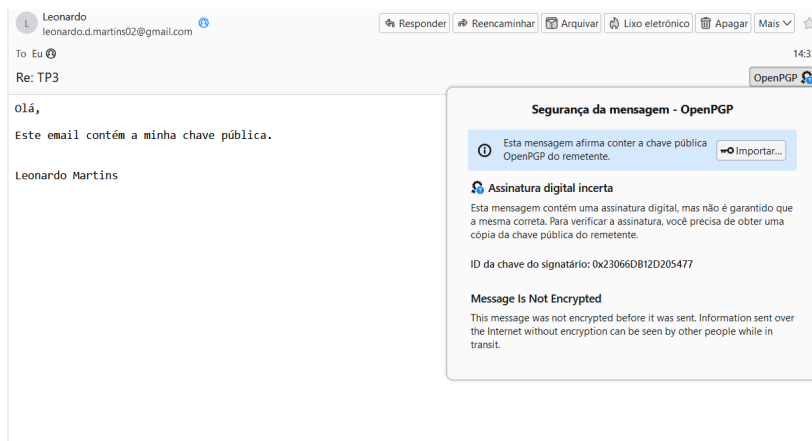 L
Leonardo
leonardo.d.martins02@gmail.com
Responder Reencaminhar Arquivar Lixo eletrónico Apagar Mais
To Eu
14:3
Re: TP3
OpenPGP
Olá,
Este email contém a minha chave pública.
Leonardo Martins
Segurança da mensagem - OpenPGP
Esta mensagem afirma conter a chave pública
OpenPGP do remetente.
Importar...
Assinatura digital incerta
Esta mensagem contém uma assinatura digital, mas não é garantido que
a mesma correta. Para verificar a assinatura, você precisa de obter uma
cópia da chave pública do remetente.
ID da chave do signatário: 0x23066DB12D205477
Message Is Not Encrypted
This message was not encrypted before it was sent. Information sent over
the Internet without encryption can be seen by other people while in
transit.